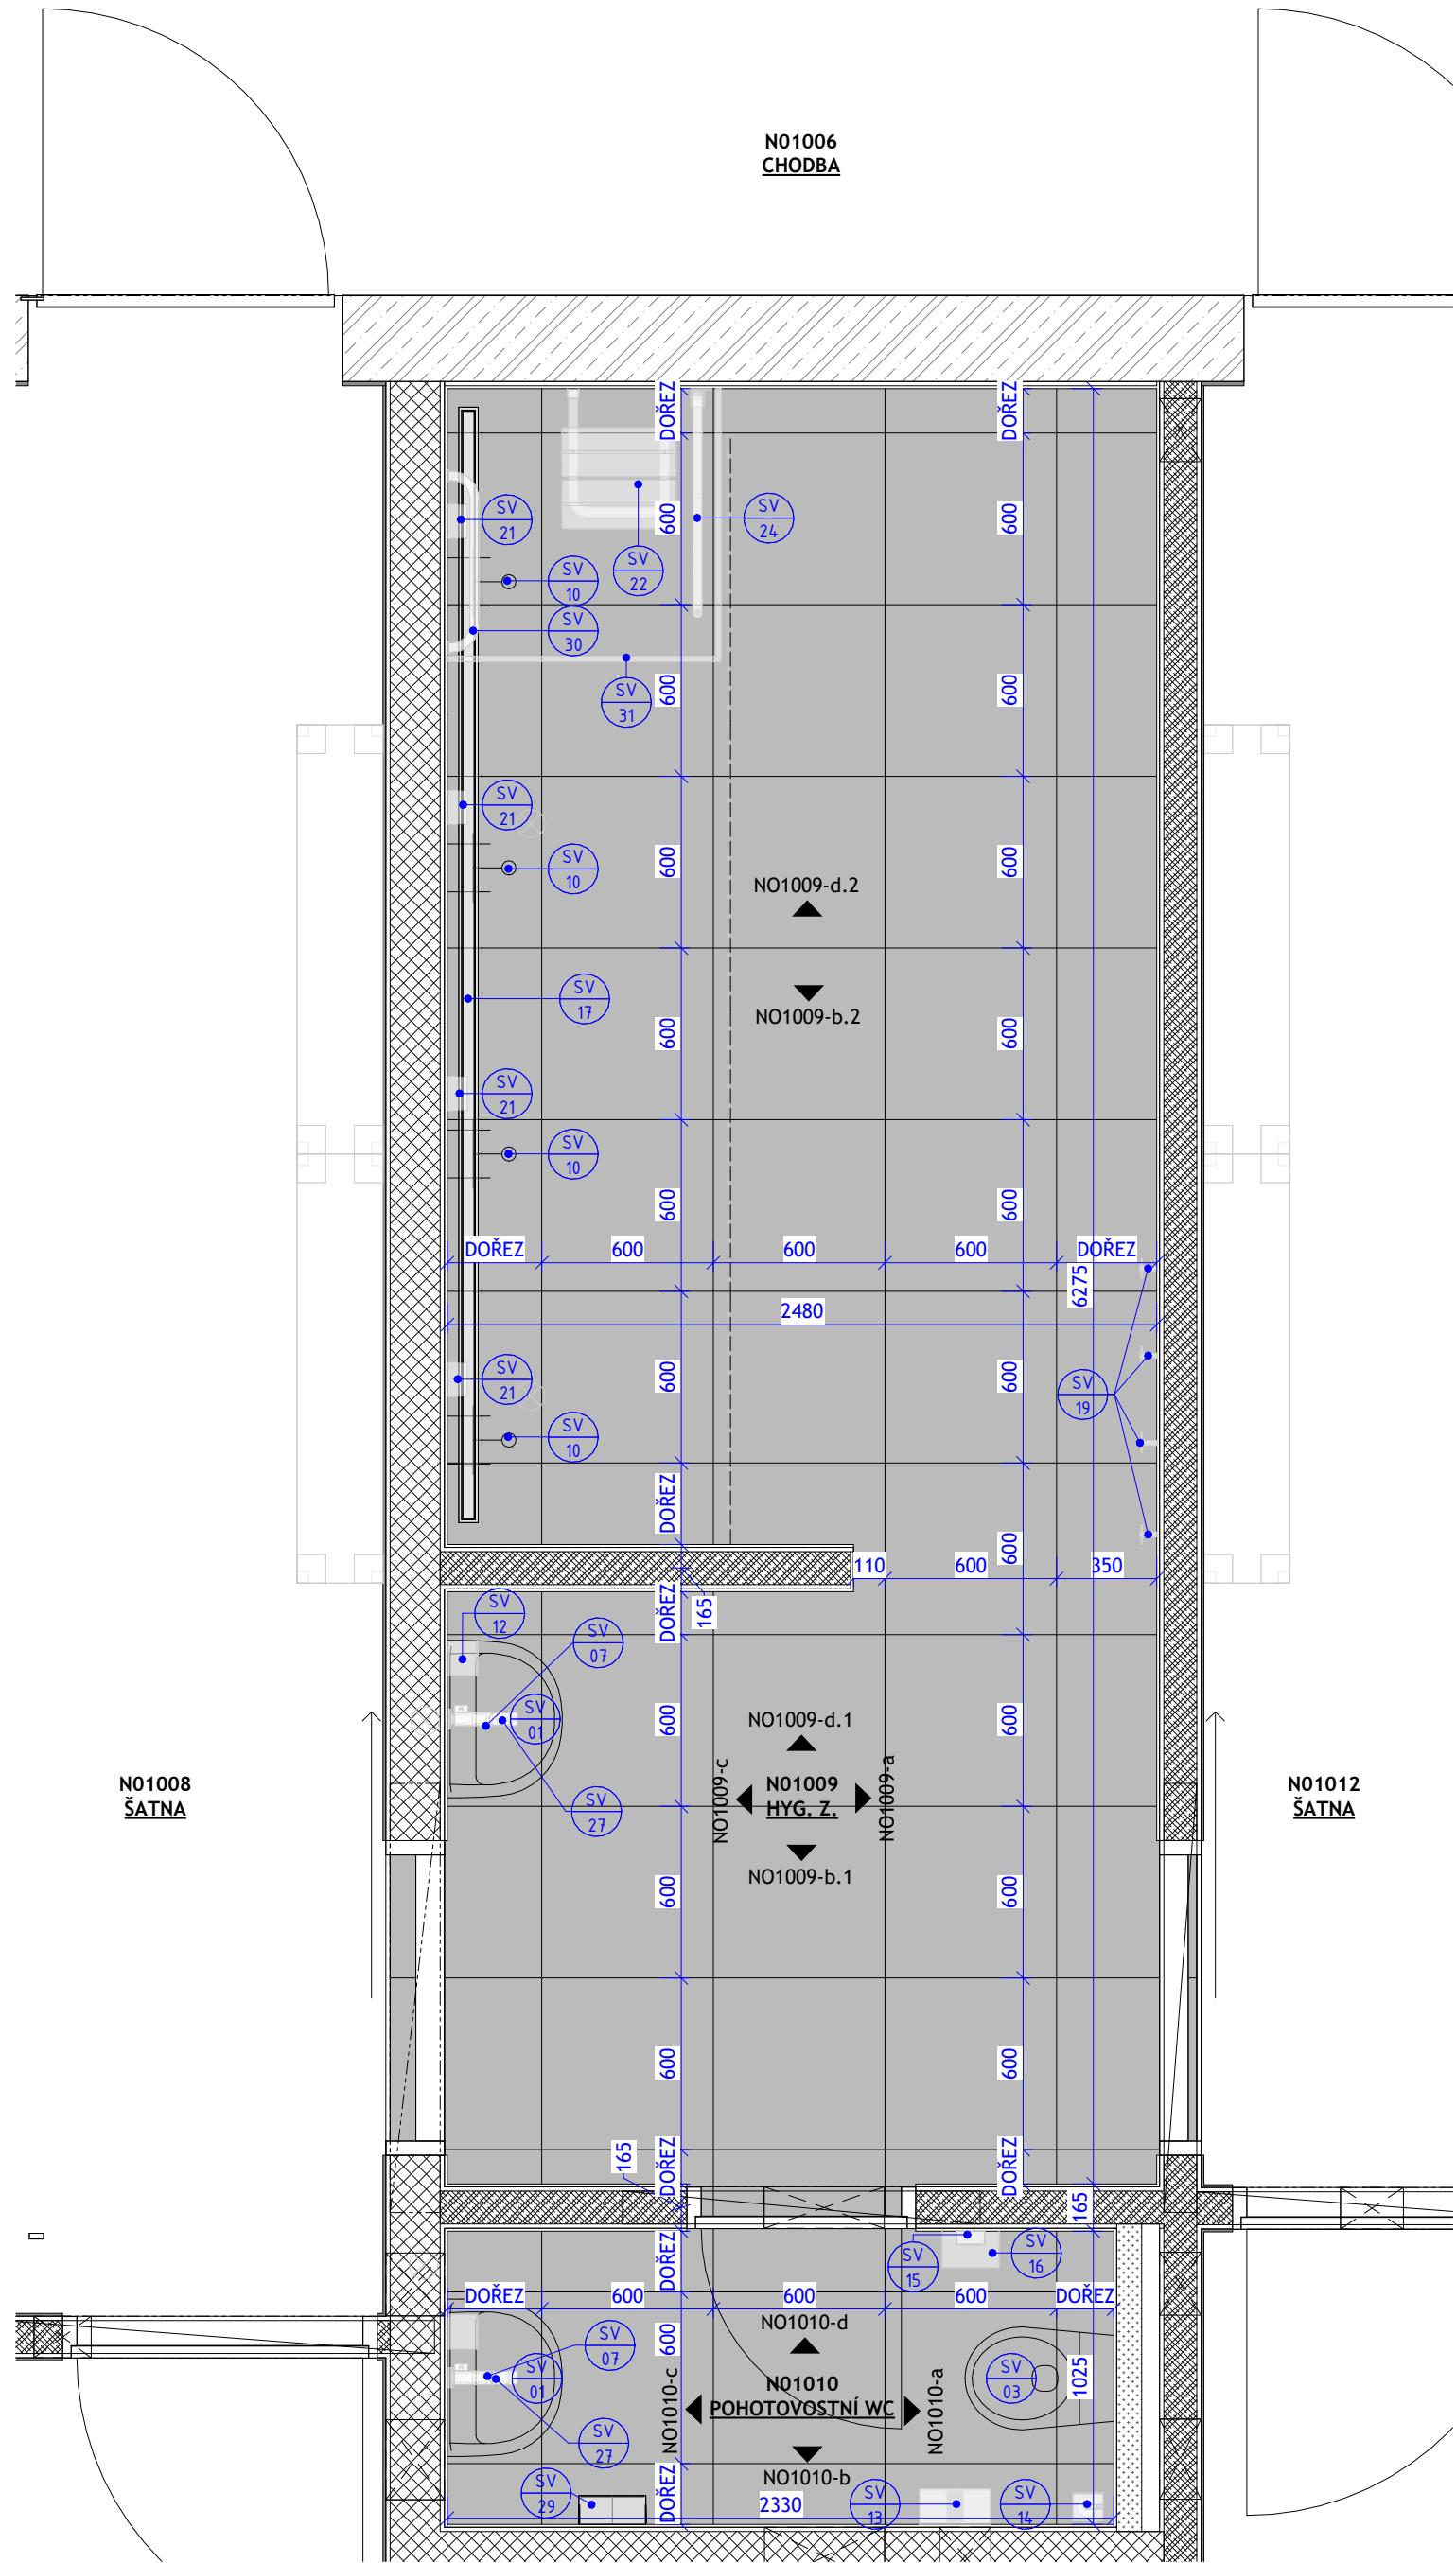 N01006
CHODBA
DOŘEZ
DOŘEZ
SV
21
SV
24
600
600
SV
22
SV
10
SV
30
SV
31
600
600
SV
21
SV
10
600
600
NO1009-d.2
SV
17
NO1009-b.2
600
600
SV
21
SV
10
600
600
DOŘEZ
600
600
600
DOŘEZ
6275
2480
SV
21
600
600
SV
19
SV
10
DOŘEZ
600
110
600
350
DOŘEZ
165
SV
12
SV
07
SV
01
600
600
NO1009-d.1
NO1009-c
N01009
HYG. Z.
NO1009-a
NO1009-b.1
SV
27
N01008
ŠATNA
N01012
ŠATNA
600
600
600
600
165
DOŘEZ
DOŘEZ
165
DOŘEZ
SV
15
SV
16
DOŘEZ
600
600
600
DOŘEZ
NO1010-d
600
SV
07
SV
01
SV
03
1025
NO1010-c
N01010
POHOTOVOSTNÍ WC
NO1010-a
SV
27
NO1010-b
DOŘEZ
SV
29
2330
SV
13
SV
14